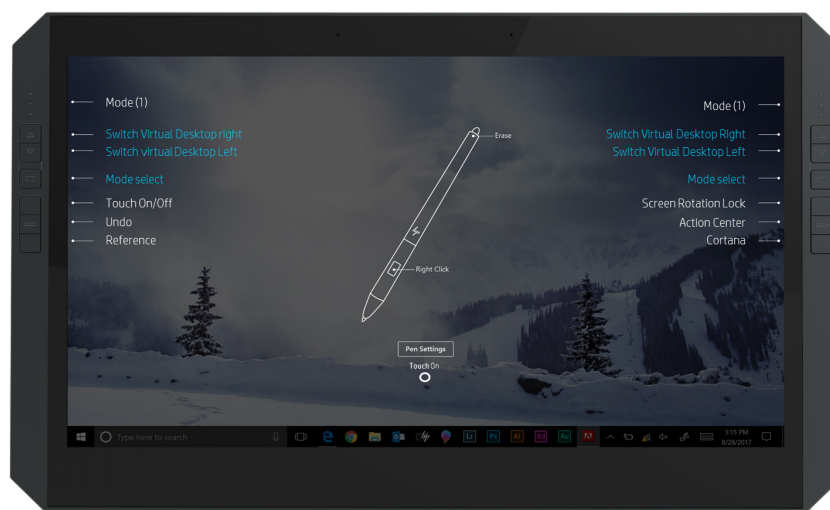 Mode (1)
Switch Virtual Desktop right
Switch virtual Desktop Left
Mode select
Touch On/Off
Undo
Reference
Erase
hp
Right Click
Pen Settings
Touch On
Mode (1)
Switch Virtual Desktop Right
Switch Virtual Desktop Left
Mode select
Screen Rotation Lock
Action Center
Cortana
Type here to search
hp
Lr
Ps
Ai
Xd
Au
3:15 PM
8/28/2017